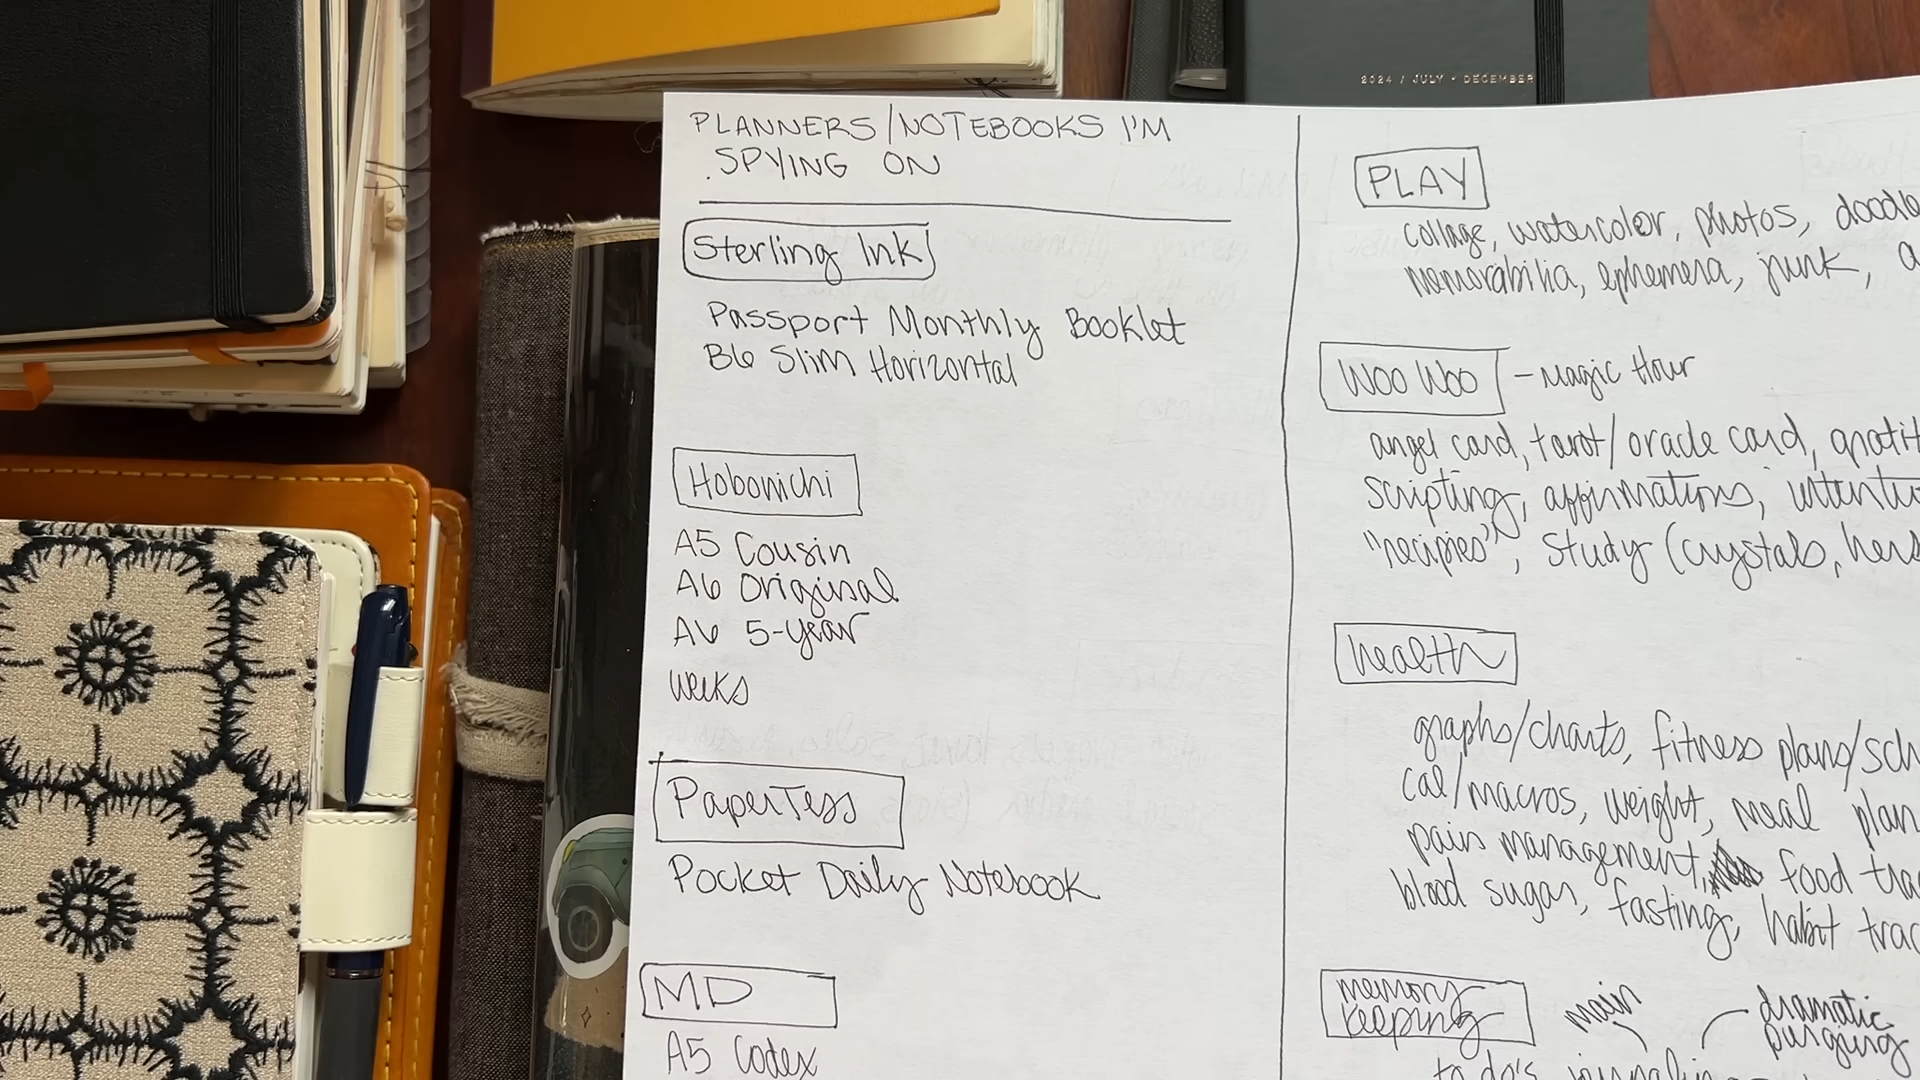 2024 / JULY - DECEMBER
PLANNERS/NOTEBOOKS I'M
SPYING ON
Sterling Ink
Passport Monthly Booklet
B6 Slim Horizontal
Hobonichi
A5 Cousin
A6 Original
A6 5-year
weeks
PaperTess
Pocket Daily Notebook
MD
A5 Codex
PLAY
collage, watercolor, photos,
memorabilia, ephemera, junk,
Woo Woo - Magic Hour
angel card, tarot/oracle card,
scripting, affirmations,
"recipies", Study (crystals,
health
graphs/charts, fitness plans/
cal/macros, weight, meal
pain management, food
blood sugar, fasting, habit
memory
keeping
main
dramatic
purging
to do's